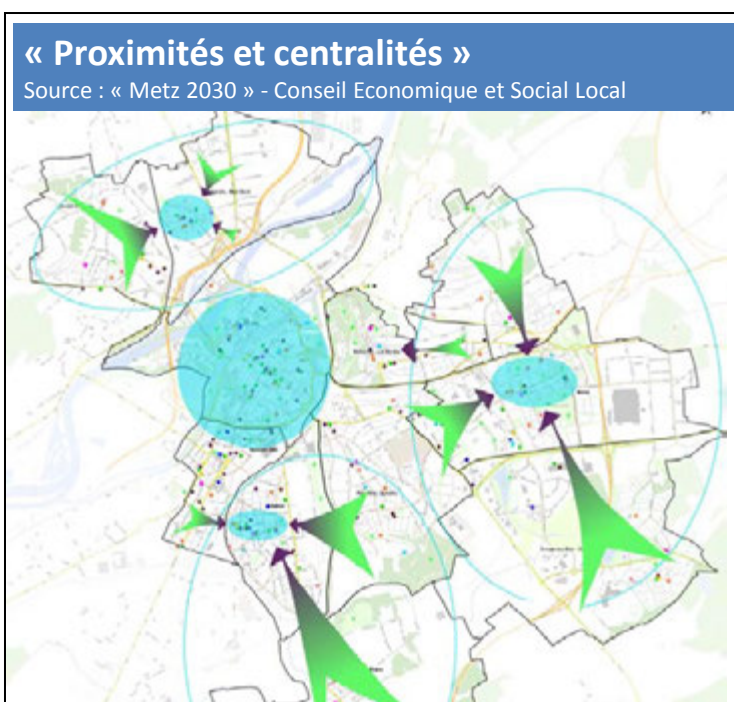 « Proximités et centralités »
Source : « Metz 2030 » - Conseil Economique et Social Local